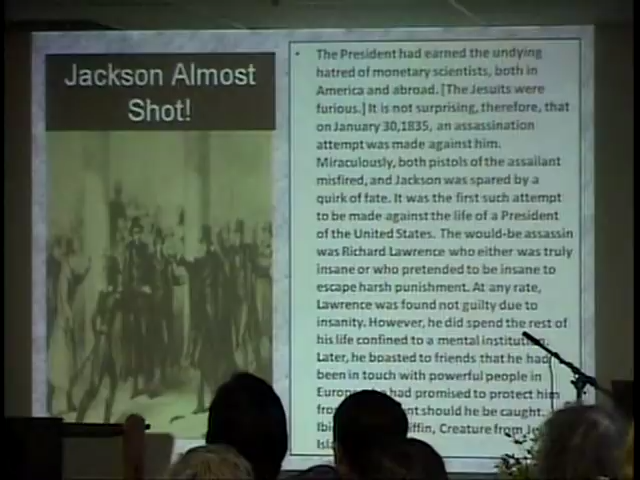 Jackson Almost
Shot!
• The President had earned the undying
hatred of monetary scientists, both in
America and abroad. [The Jesuits were
furious.] It is not surprising, therefore, that
on January 30,1835, an assassination
attempt was made against him.
Miraculously, both pistols of the assailant
misfired, and Jackson was spared by a
quirk of fate. It was the first such attempt
to be made against the life of a President
of the United States. The would-be assassin
was Richard Lawrence who either was truly
insane or who pretended to be insane to
escape harsh punishment. At any rate,
Lawrence was found not guilty due to
insanity. However, he did spend the rest of
his life confined to a mental institution.
Later, he boasted to friends that he had
been in touch with powerful people in
had promised to protect him
should he be caught.
Creature from